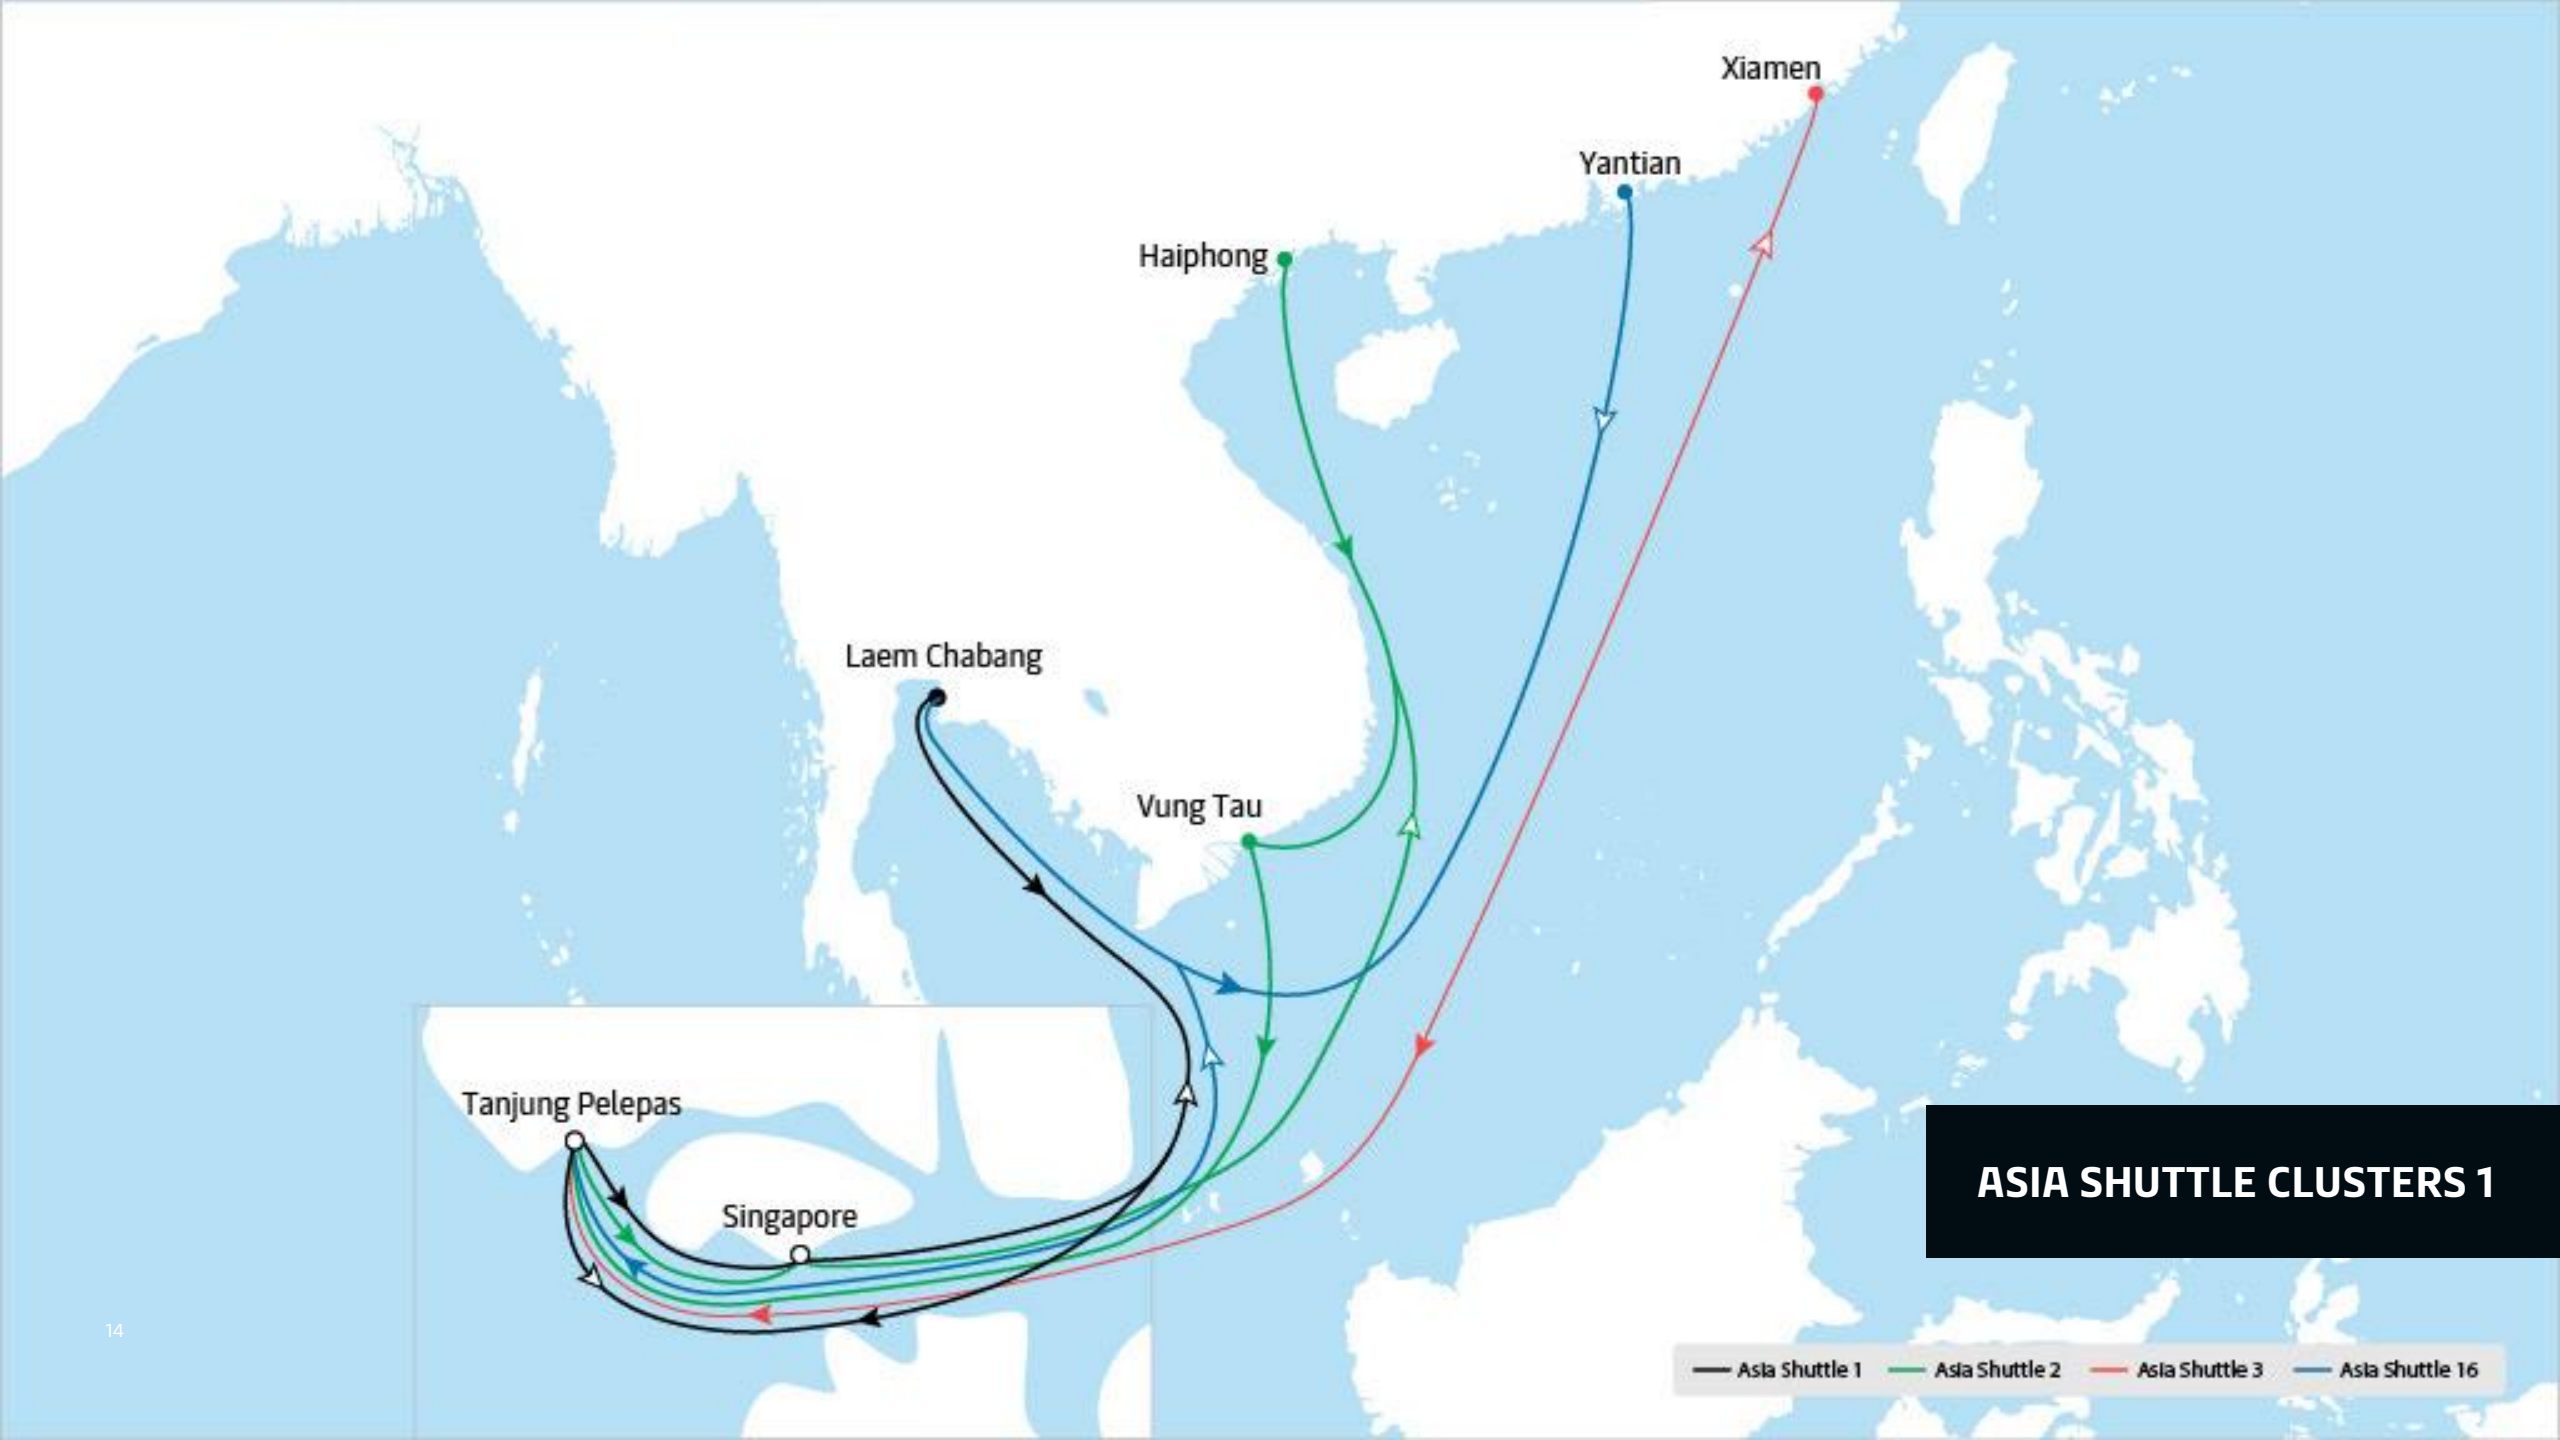 Xiamen
Yantian
Haiphong
Laem Chabang
Vung Tau
Tanjung Pelepas
Singapore
ASIA SHUTTLE CLUSTERS 1
14
Asia Shuttle 1 Asia Shuttle 2 Asia Shuttle 3 Asia Shuttle 16